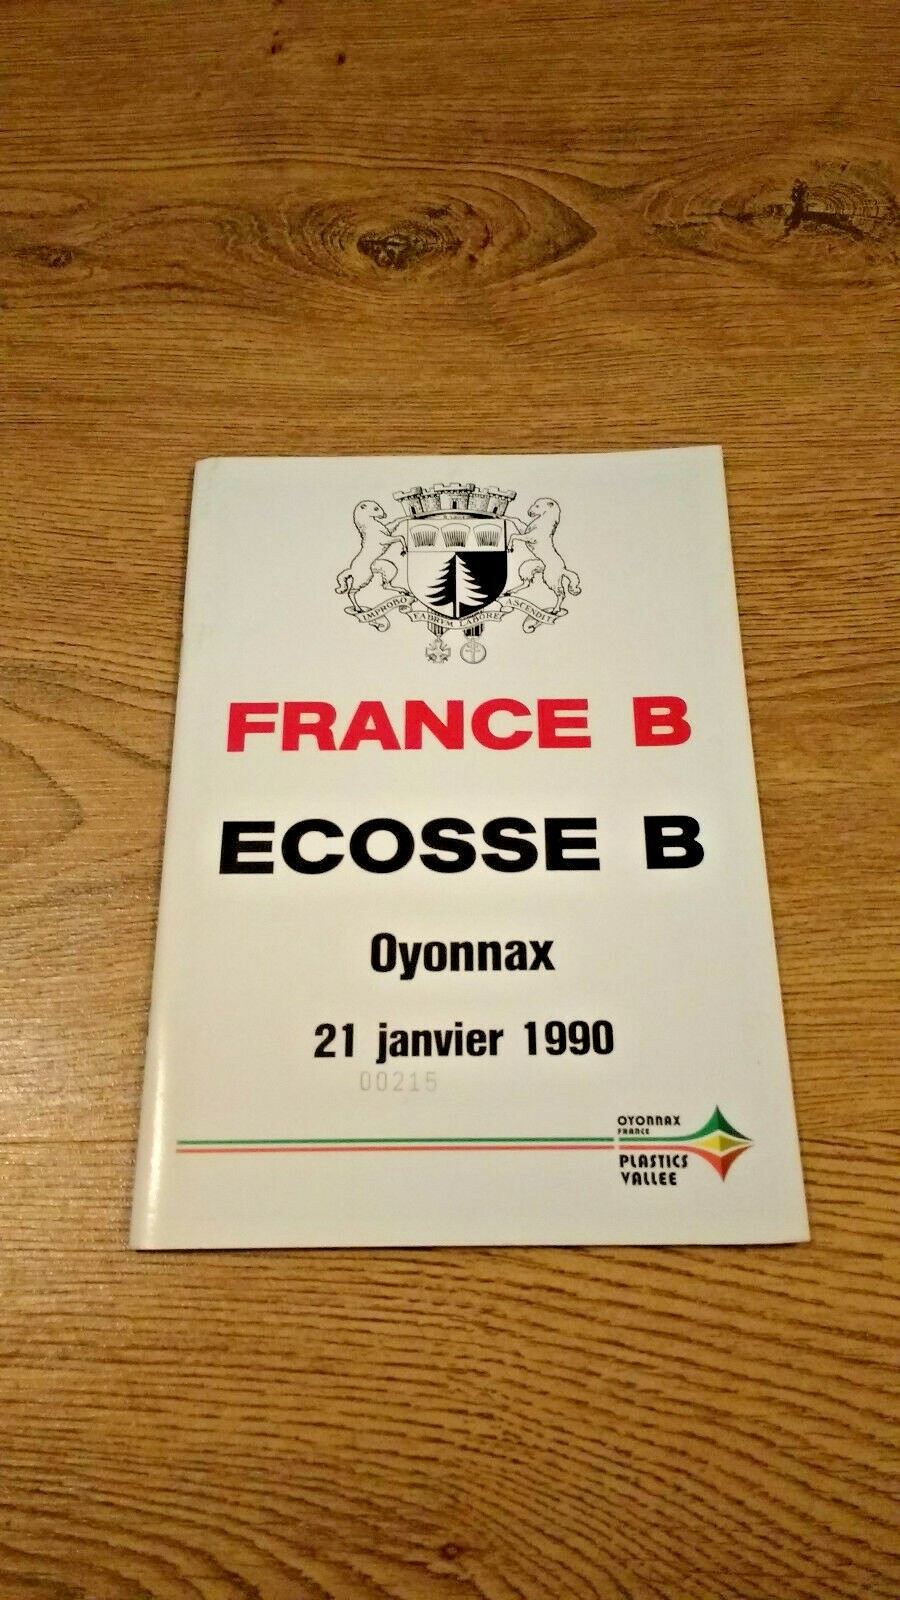 IMPROBO FABRVM LABORE ASCENDIT
FRANCE B
ECOSSE B
Oyonnax
21 janvier 1990
00215
OYONNAX
FRANCE
PLASTICS
VALLEE